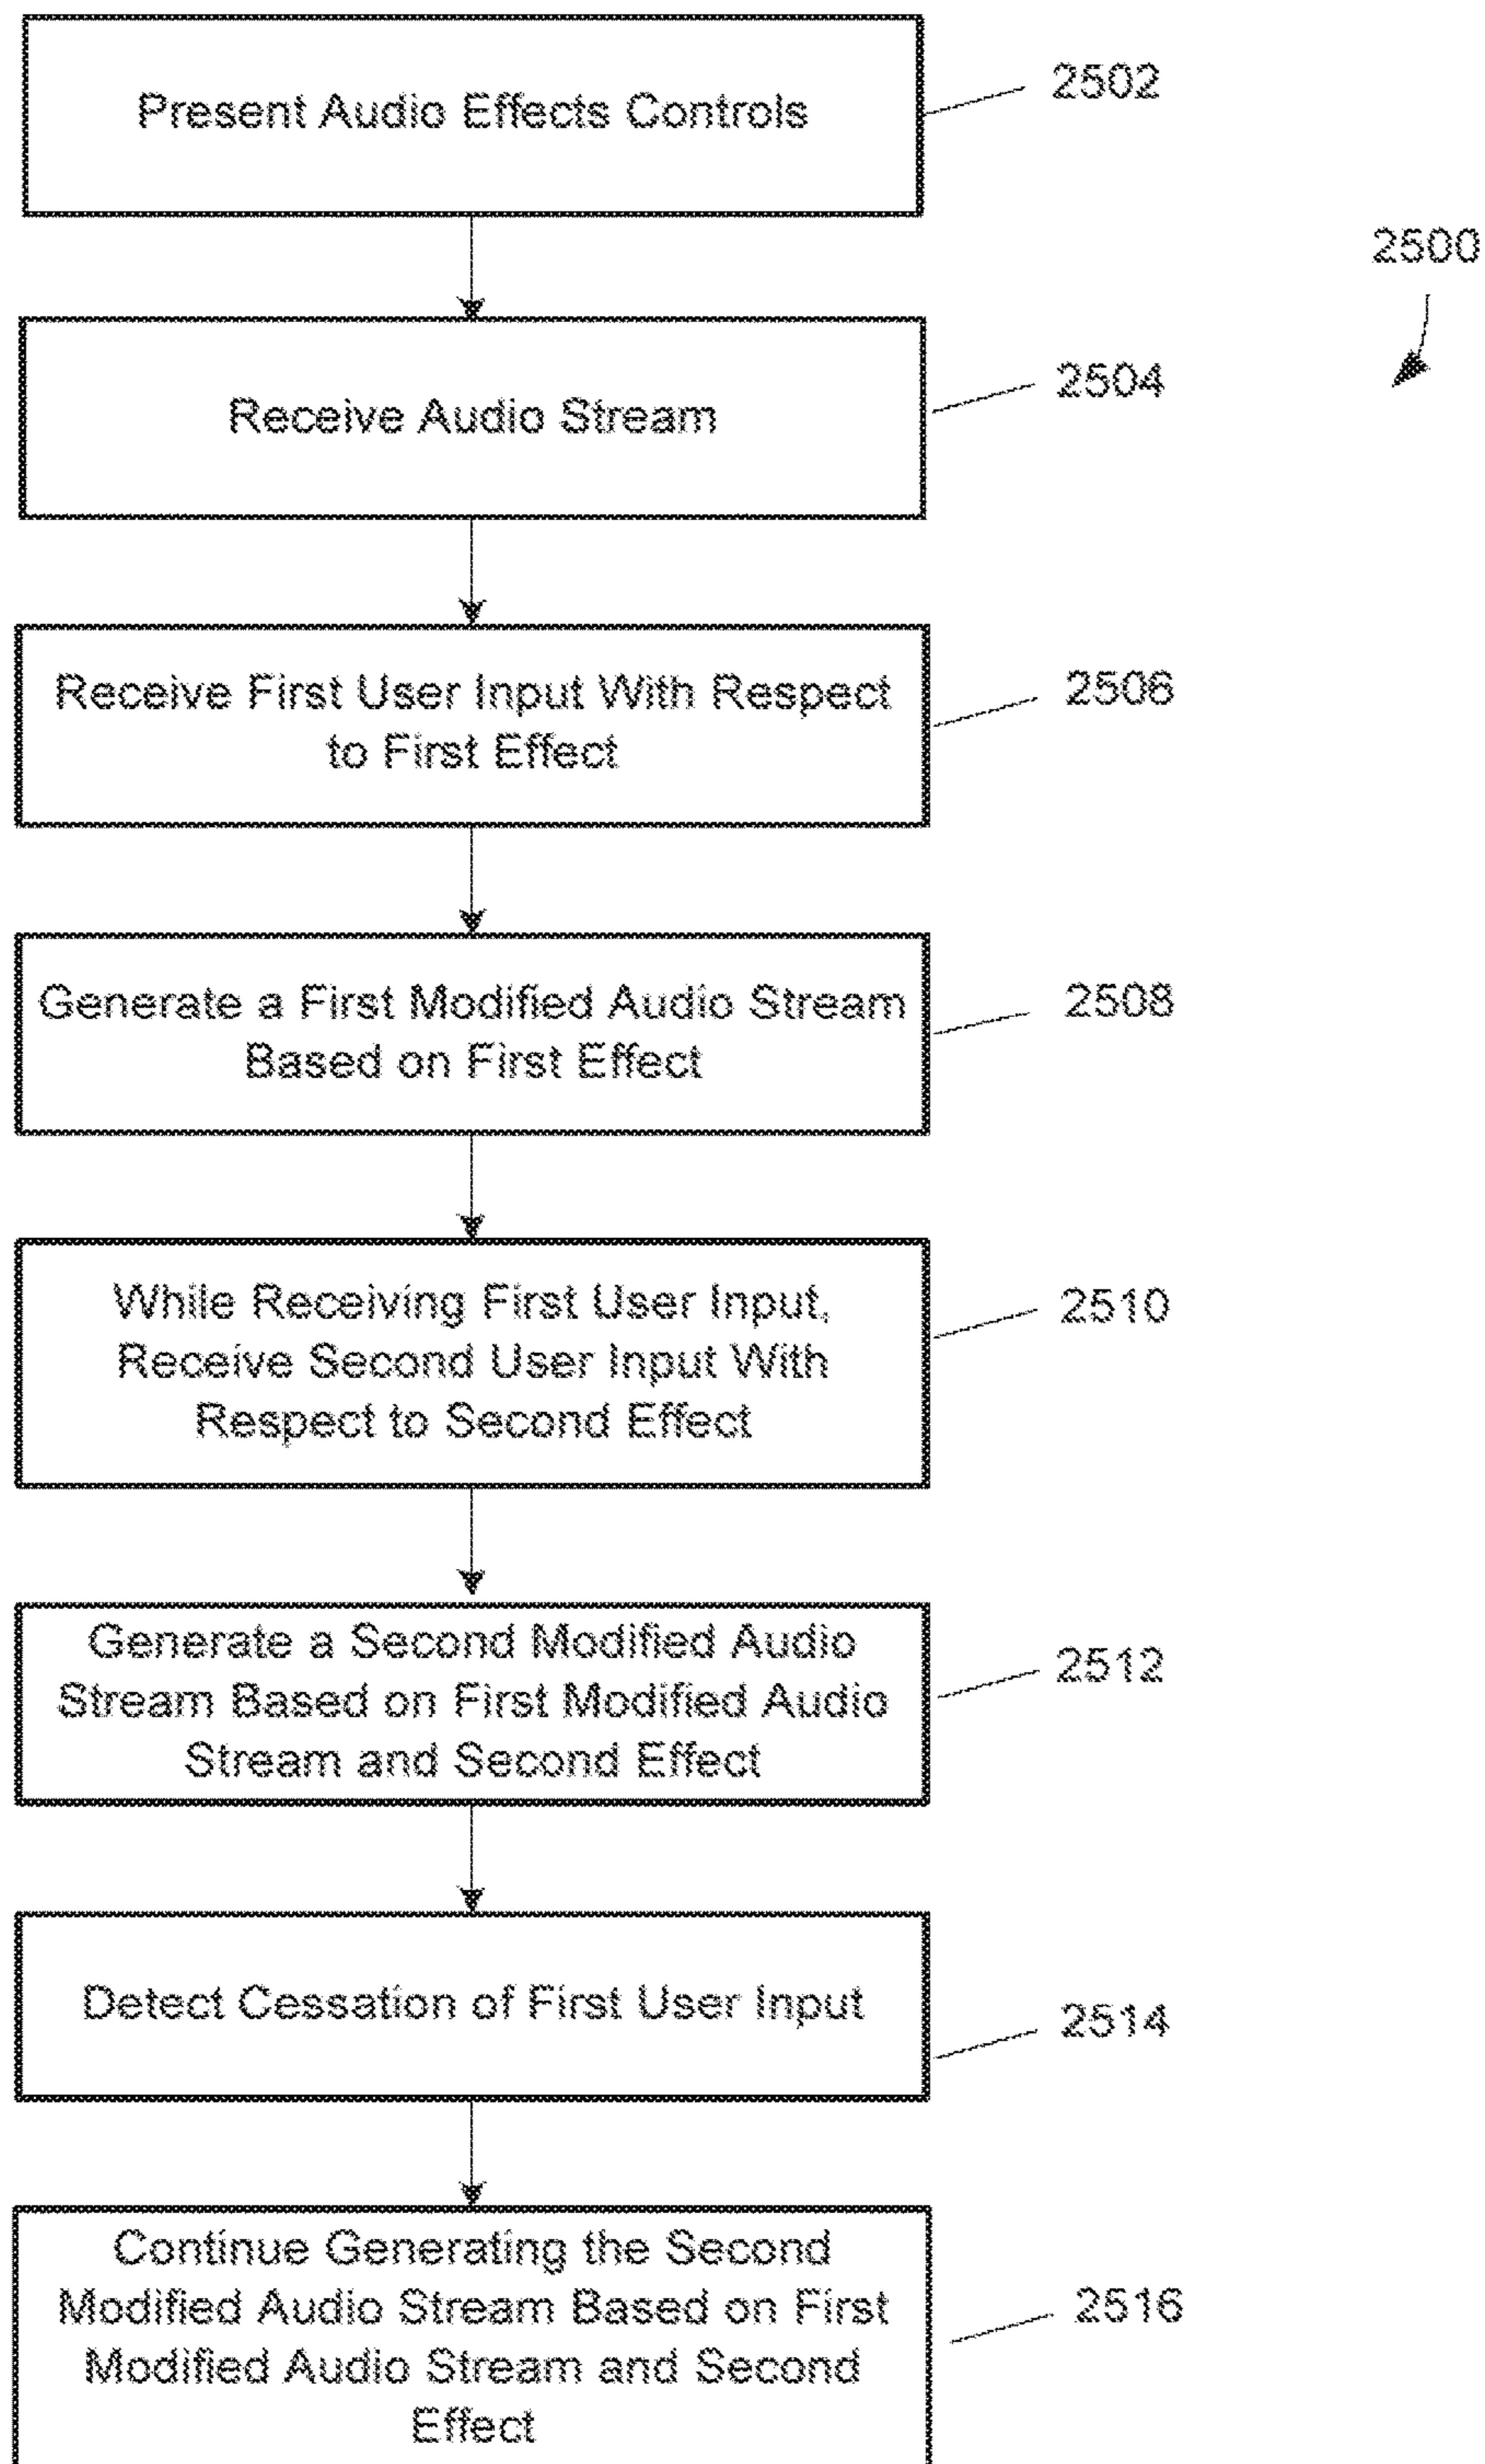 Present Audio Effects Controls
2502
2500
Receive Audio Stream
2504
Receive First User Input With Respect
to First Effect
2506
Generate a First Modified Audio Stream
Based on First Effect
2508
While Receiving First User Input,
Receive Second User Input With
Respect to Second Effect
2510
Generate a Second Modified Audio
Stream Based on First Modified Audio
Stream and Second Effect
2512
Detect Cessation of First User Input
2514
Continue Generating the Second
Modified Audio Stream Based on First
Modified Audio Stream and Second
Effect
2516